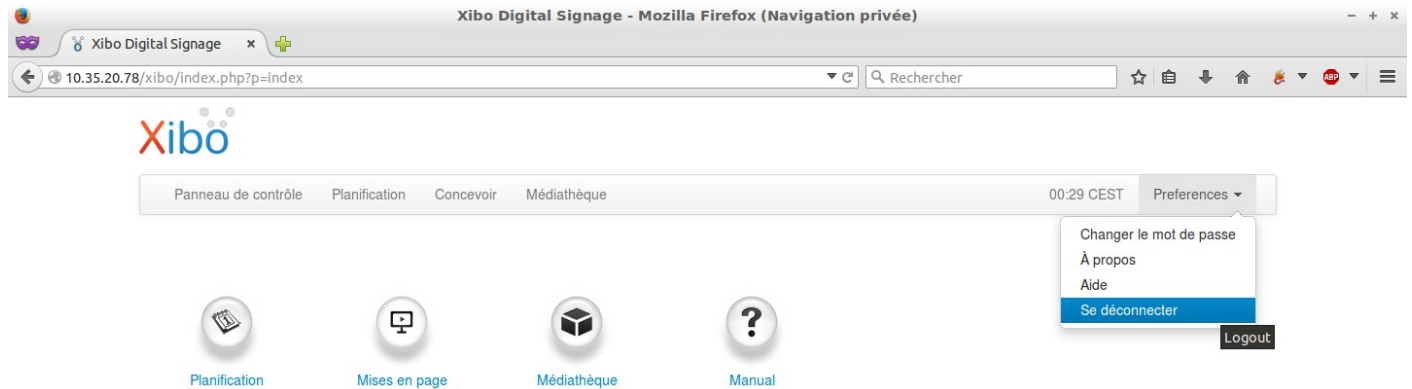 Xibo Digital Signage - Mozilla Firefox (Navigation privée)
Xibo Digital Signage
10.35.20.78/xibo/index.php?p=index
Rechercher
ABP
Xibo
Panneau de contrôle Planification Concevoir Médiathèque 00:29 CEST Preferences
Changer le mot de passe
À propos
Aide
Se déconnecter
Logout
Planification Mises en page Médiathèque Manual